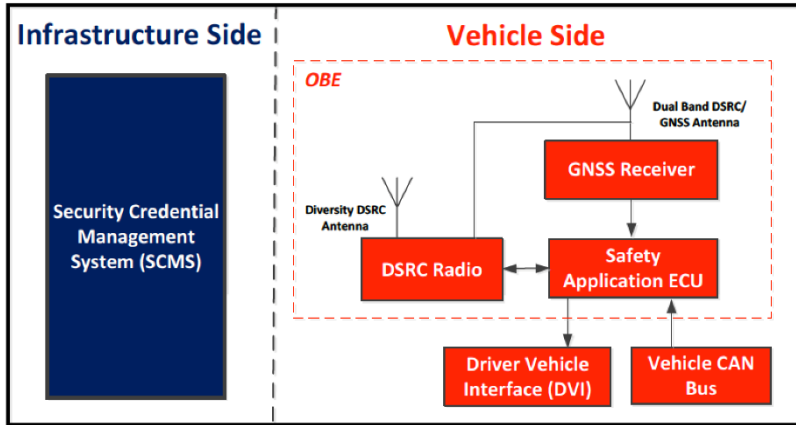 Infrastructure Side
Vehicle Side
OBE
Dual Band DSRC/
GNSS Antenna
GNSS Receiver
Diversity DSRC
Antenna
Security Credential
Management
System (SCMS)
DSRC Radio
Safety
Application ECU
Driver Vehicle
Interface (DVI)
Vehicle CAN
Bus